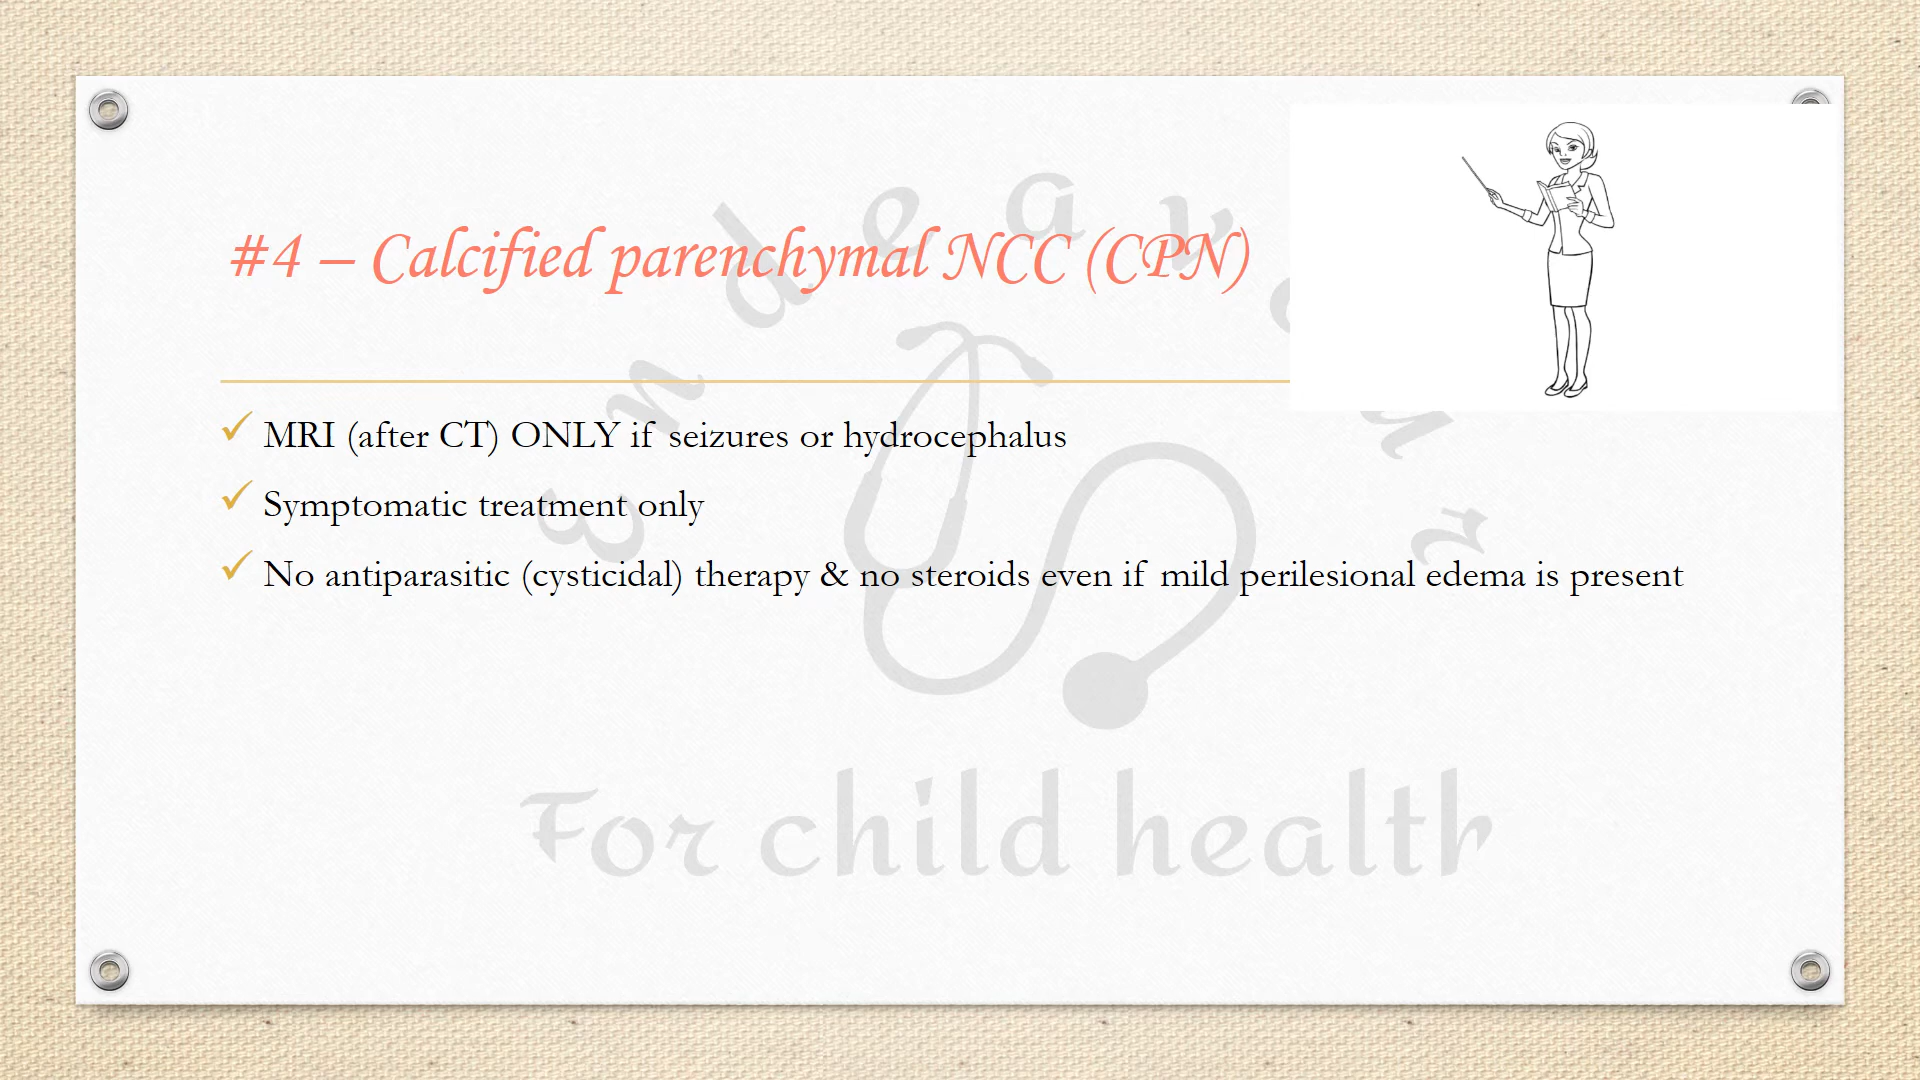 #4 – Calcified parenchymal NCC (CPN)
MRI (after CT) ONLY if seizures or hydrocephalus
Symptomatic treatment only
No antiparasitic (cysticidal) therapy & no steroids even if mild perilesional edema is present
For child health